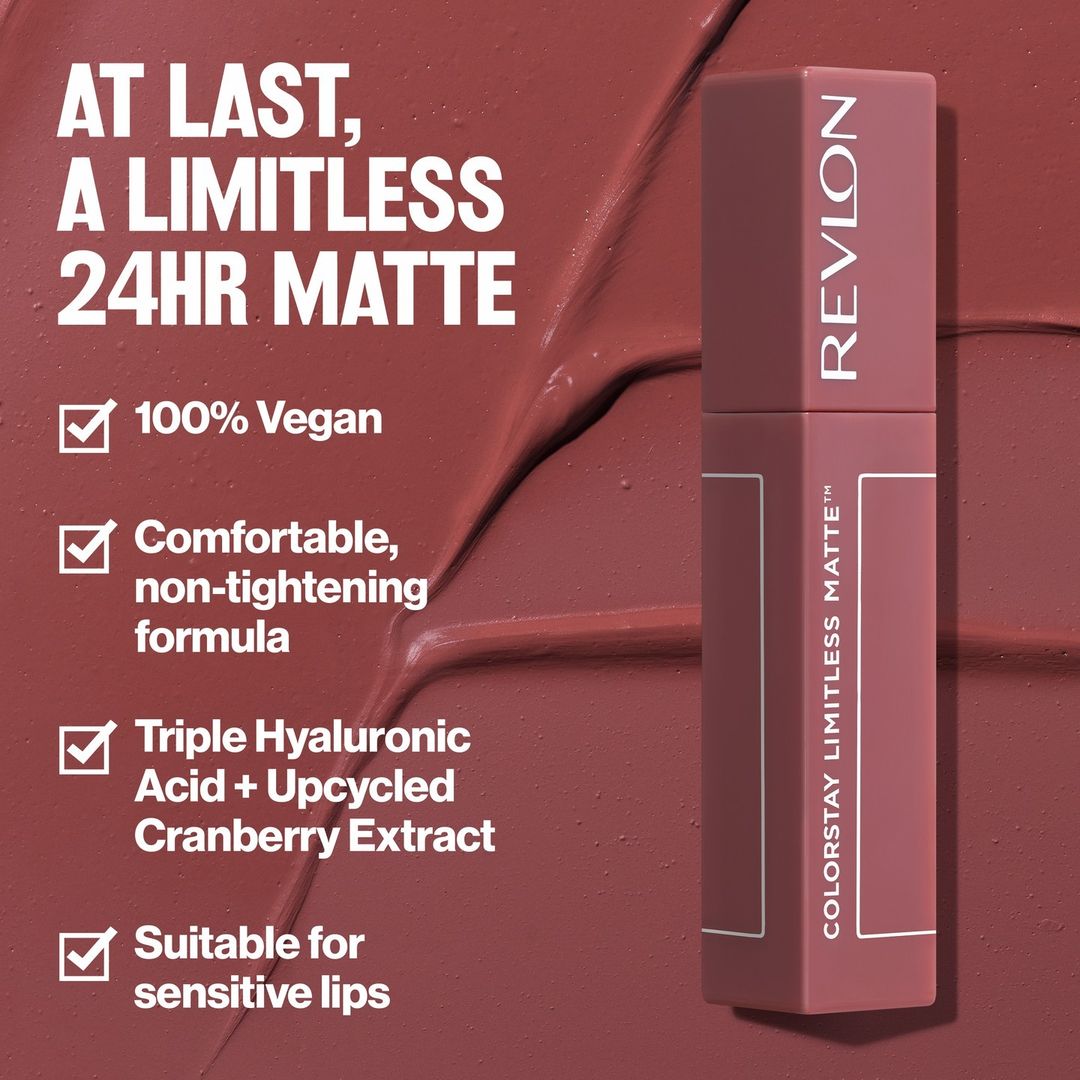 AT LAST,
A LIMITLESS
24HR MATTE
100% Vegan
Comfortable,
non-tightening
formula
Triple Hyaluronic
Acid + Upcycled
Cranberry Extract
Suitable for
sensitive lips
REVLON
COLORSTAY LIMITLESS MATTE™